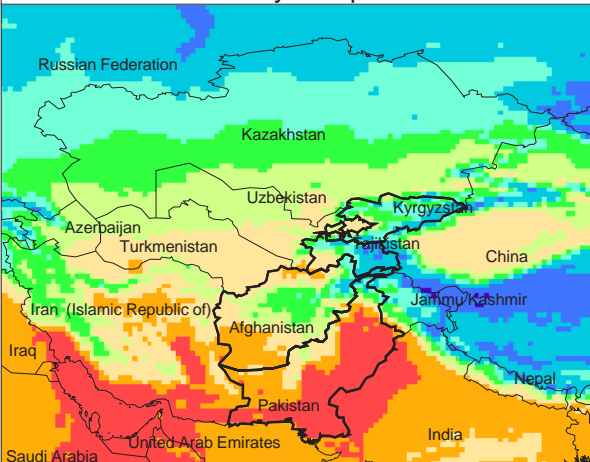 Russian Federation
Kazakhstan
Uzbekistan
Kyrgyzstan
Azerbaijan
Turkmenistan
Tajikistan
China
Jammu/Kashmir
Iran (Islamic Republic of)
Afghanistan
Iraq
Nepal
Pakistan
India
United Arab Emirates
Saudi Arabia